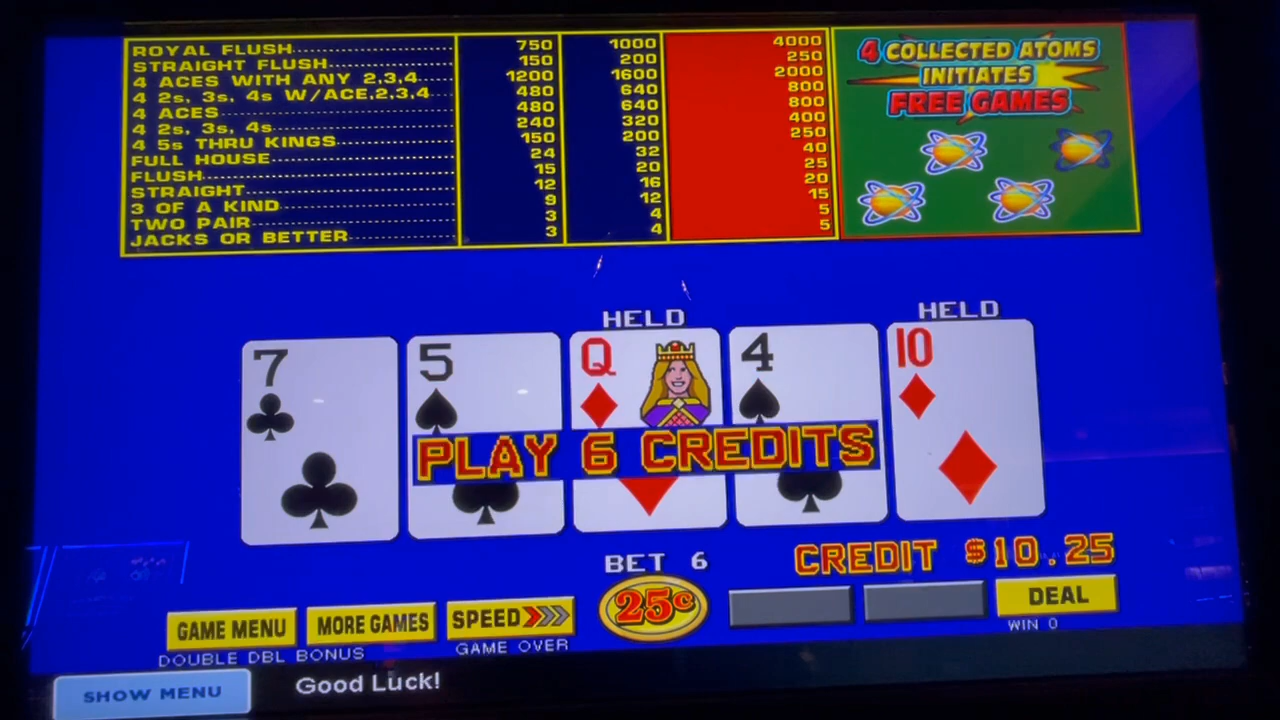 ROYAL FLUSH 750 1000 4000
STRAIGHT FLUSH 150 200 250
4 ACES WITH ANY 2,3,4 1200 1600 2000
4 2s, 3s, 4s W/ACE,2,3,4 480 640 800
4 ACES 480 640 800
4 2s, 3s, 4s 240 320 400
4 5s THRU KINGS 150 200 250
FULL HOUSE 24 32 40
FLUSH 15 20 25
STRAIGHT 12 16 20
3 OF A KIND 9 12 15
TWO PAIR 3 4 5
JACKS OR BETTER 3 4 5
4 COLLECTED ATOMS
INITIATES
FREE GAMES
HELD
HELD
7
5
Q
4
10
PLAY 6 CREDITS
BET 6
CREDIT $10.25
GAME MENU
MORE GAMES
SPEED
25¢
DEAL
DOUBLE DBL BONUS
GAME OVER
WIN 0
SHOW MENU
Good Luck!